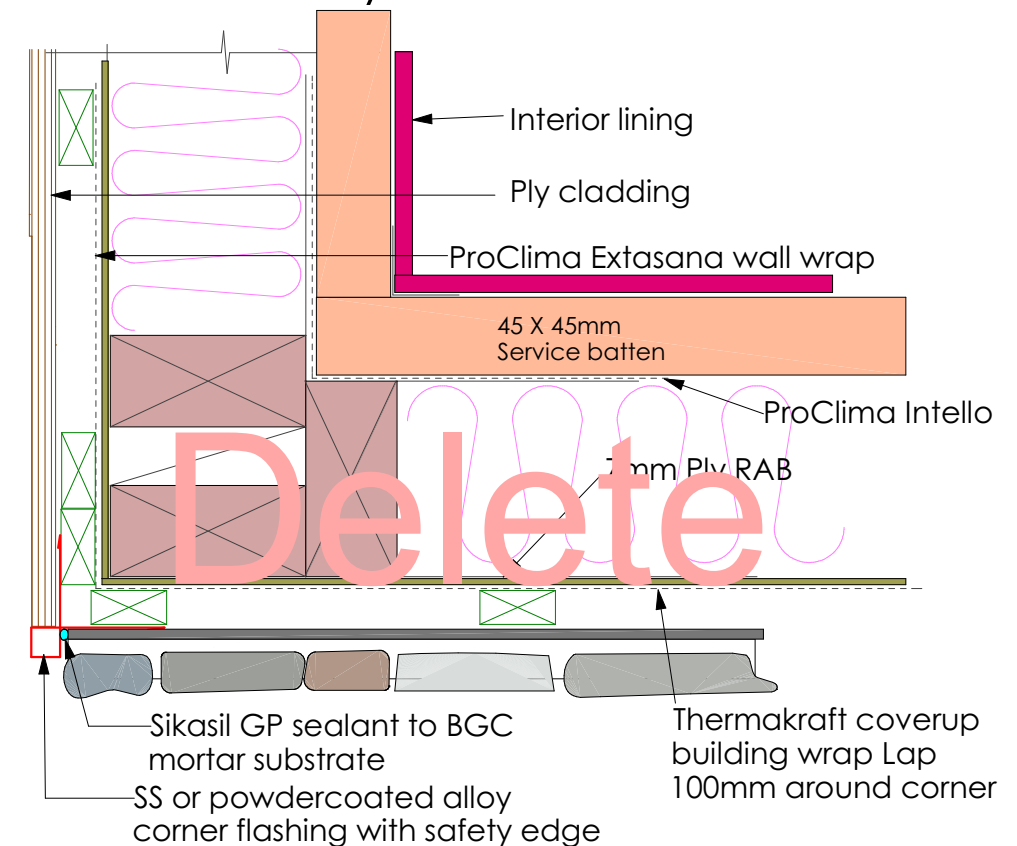 Interior lining
Ply cladding
ProClima Extasana wall wrap
45 X 45mm
Service batten
ProClima Intello
7mm Ply RAB
Delete
Sikasil GP sealant to BGC
mortar substrate
Thermakraft coverup
building wrap Lap
100mm around corner
SS or powdercoated alloy
corner flashing with safety edge